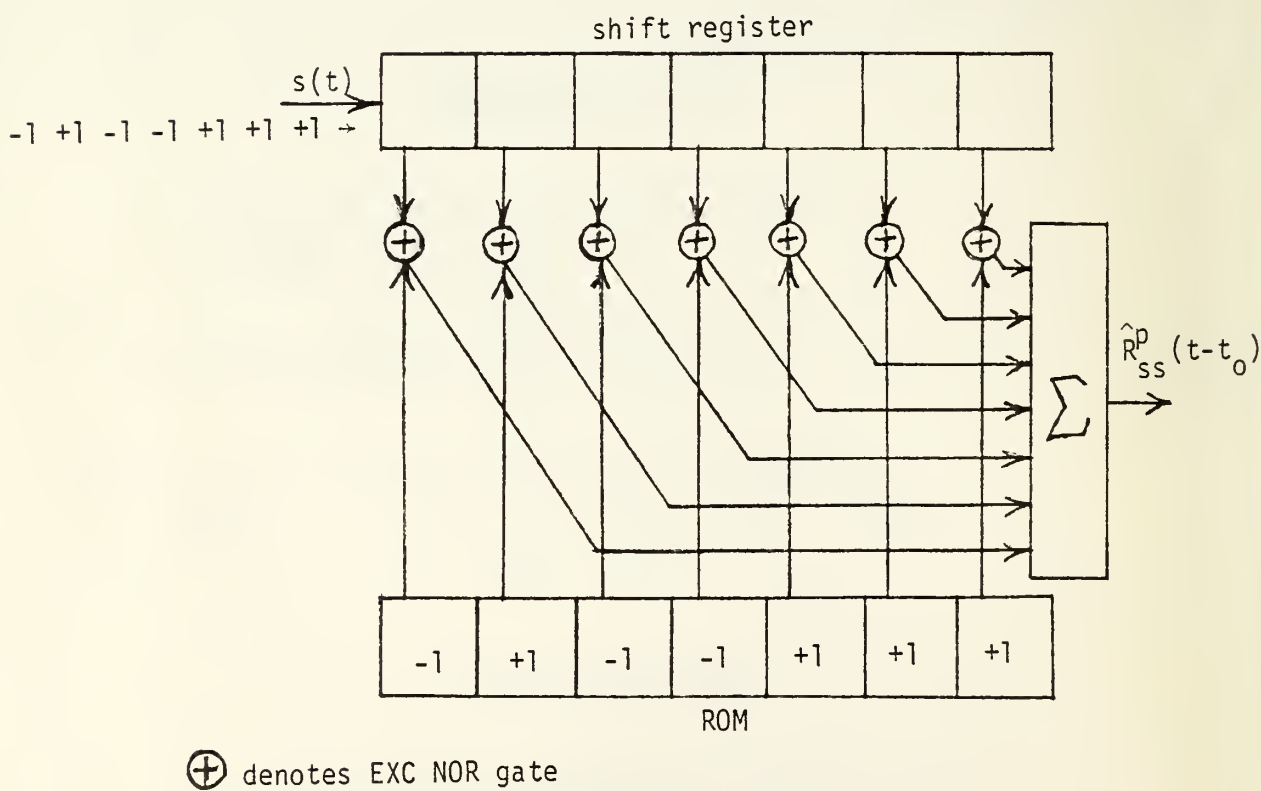 shift register
s(t)
-1 +1 -1 -1 +1 +1 +1 →
R̂ᵖₛₛ(t-tₒ)
Σ
-1 +1 -1 -1 +1 +1 +1
ROM
⊕ denotes EXC NOR gate